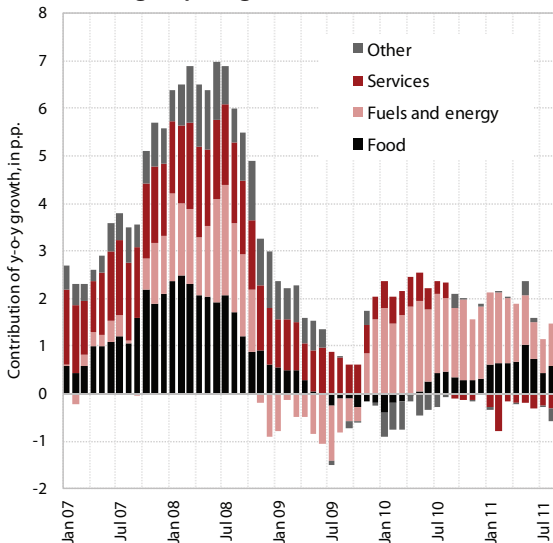 8
7
6
5
4
3
2
1
0
-1
-2
Contribution of y-o-y growth, in p.p.
Other
Services
Fuels and energy
Food
Jan 07
Jul 07
Jan 08
Jul 08
Jan 09
Jul 09
Jan 10
Jul 10
Jan 11
Jul 11